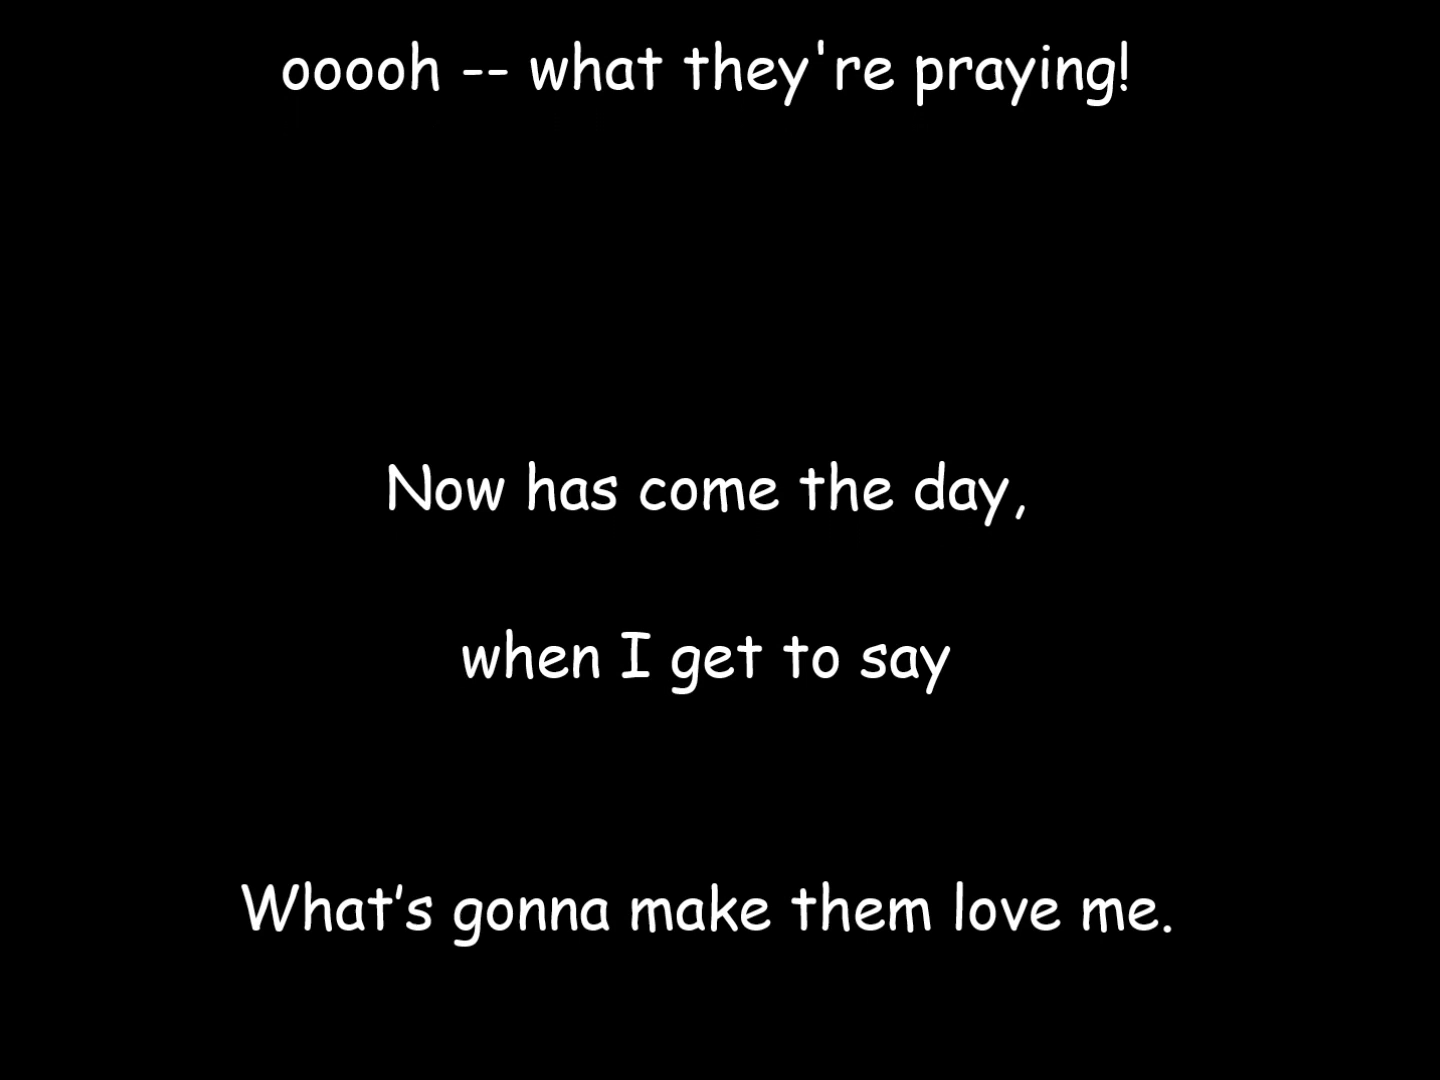 ooooh -- what they're praying!
Now has come the day,
when I get to say
What’s gonna make them love me.